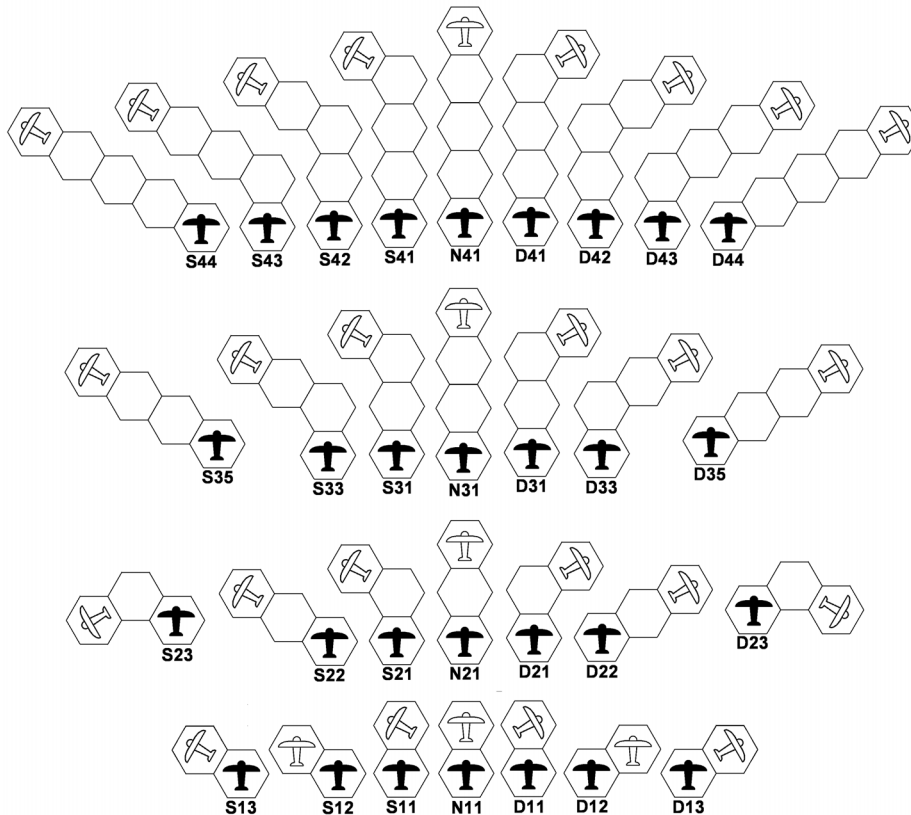 S44 S43 S42 S41 N41 D41 D42 D43 D44
S35 S33 S31 N31 D31 D33 D35
S23 S22 S21 N21 D21 D22 D23
S13 S12 S11 N11 D11 D12 D13